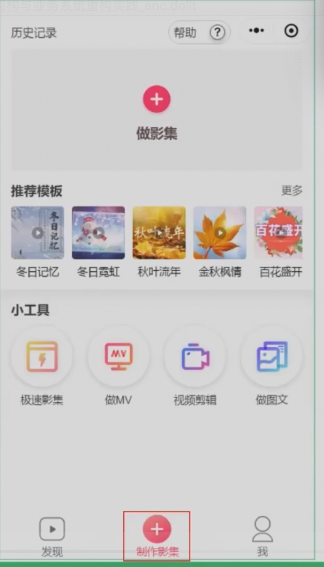 历史记录
帮助 ?
做影集
推荐模板 更多
冬日记忆
秋叶流年
百花盛开
冬日记忆 冬日霓虹 秋叶流年 金秋枫情 百花盛开
小工具
MV
极速影集 做MV 视频剪辑 做图文
发现 制作影集 我